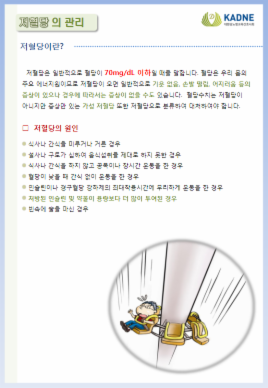 저혈당의 관리
KADNE
저혈당이란?
저혈당은 일반적으로 혈당이 70mg/dL 이하일 때를 말합니다. 혈당은 우리 몸의
주요 에너지원이므로 저혈당이 오면 일반적으로 기운 없음, 손발 떨림, 어지러움 등의
증상이 있으나 경우에 따라서는 증상이 없을 수도 있습니다. 혈당수치는 저혈당이
아니지만 증상만 있는 가성 저혈당 또한 저혈당으로 분류하여 대처하여야 합니다.
□ 저혈당의 원인
식사나 간식을 미루거나 거른 경우
설사나 구토가 심하여 음식섭취를 제대로 하지 못한 경우
식사나 간식을 하지 않고 공복이나 장시간 운동을 한 경우
혈당이 낮을 때 간식 없이 운동을 한 경우
인슐린이나 경구혈당 강하제의 최대작용시간에 무리하게 운동을 한 경우
처방된 인슐린 및 약물이 용량보다 더 많이 투여된 경우
빈속에 술을 마신 경우